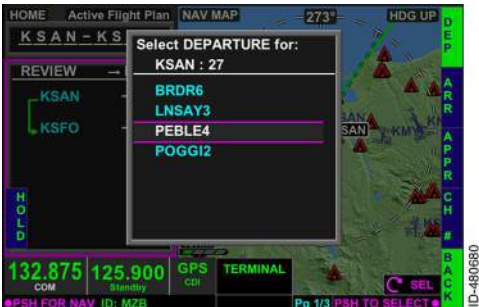 HOME Active Flight Plan NAV MAP 273° HDG UP
KSAN-KS
Select DEPARTURE for:
KSAN : 27
REVIEW →
BRDR6
LNSAY3
PEBLE4
POGGI2
KSAN
KSFO
SAN
KMY
DEP
ARR
APPR
CH #
BACK
HOLD
132.875
COM
125.900
Standby
GPS
CDI
TERMINAL
SEL
PSH FOR NAV ID: MZB
Pg 1/3 PSH TO SELECT
ID-480680